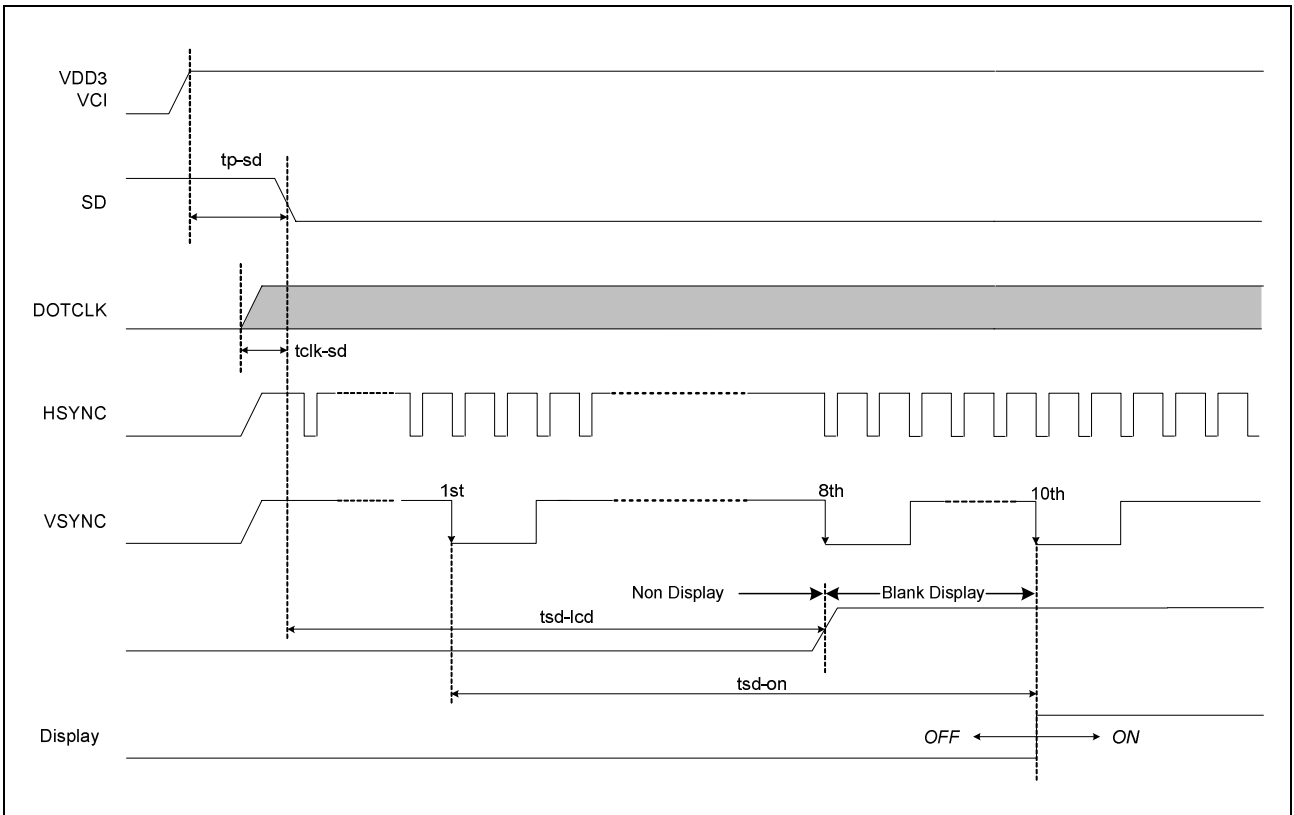 VDD3
VCI
tp-sd
SD
DOTCLK
tclk-sd
HSYNC
1st
8th
10th
VSYNC
Non Display
Blank Display
tsd-lcd
tsd-on
Display
OFF
ON